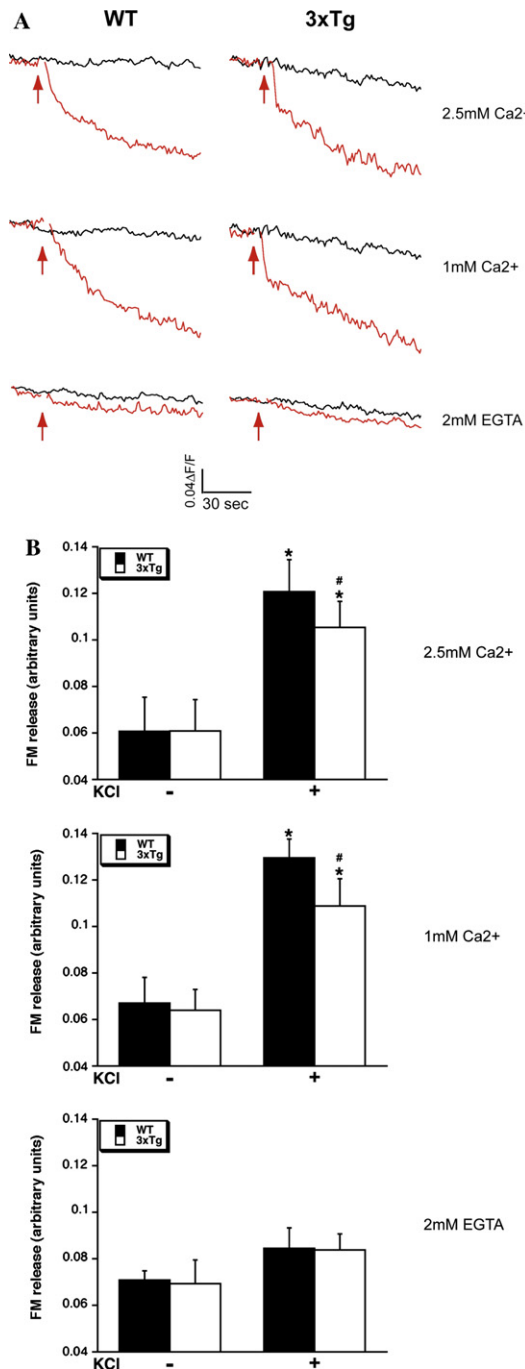 A WT 3xTg
2.5mM Ca2+
1mM Ca2+
2mM EGTA
0.04ΔF/F
30 sec
B
0.14
0.12
0.1
0.08
0.06
0.04
FM release (arbitrary units)
WT
3xTg
*
#
*
2.5mM Ca2+
KCl - +
0.14
0.12
0.1
0.08
0.06
0.04
FM release (arbitrary units)
WT
3xTg
*
#
*
1mM Ca2+
KCl - +
0.14
0.12
0.1
0.08
0.06
0.04
FM release (arbitrary units)
WT
3xTg
2mM EGTA
KCl - +